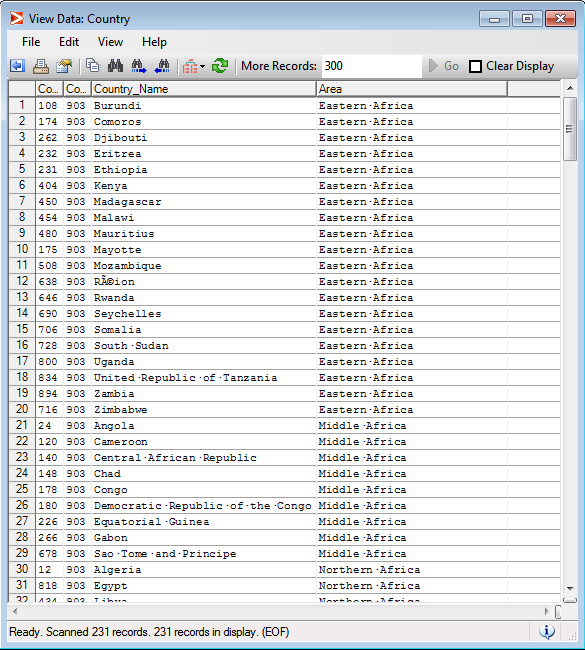 View Data: Country
File Edit View Help
More Records: 300 Go Clear Display
Co... Co... Country_Name Area
1 108 903 Burundi Eastern·Africa
2 174 903 Comoros Eastern·Africa
3 262 903 Djibouti Eastern·Africa
4 232 903 Eritrea Eastern·Africa
5 231 903 Ethiopia Eastern·Africa
6 404 903 Kenya Eastern·Africa
7 450 903 Madagascar Eastern·Africa
8 454 903 Malawi Eastern·Africa
9 480 903 Mauritius Eastern·Africa
10 175 903 Mayotte Eastern·Africa
11 508 903 Mozambique Eastern·Africa
12 638 903 Ré©ion Eastern·Africa
13 646 903 Rwanda Eastern·Africa
14 690 903 Seychelles Eastern·Africa
15 706 903 Somalia Eastern·Africa
16 728 903 South·Sudan Eastern·Africa
17 800 903 Uganda Eastern·Africa
18 834 903 United·Republic·of·Tanzania Eastern·Africa
19 894 903 Zambia Eastern·Africa
20 716 903 Zimbabwe Eastern·Africa
21 24 903 Angola Middle·Africa
22 120 903 Cameroon Middle·Africa
23 140 903 Central·African·Republic Middle·Africa
24 148 903 Chad Middle·Africa
25 178 903 Congo Middle·Africa
26 180 903 Democratic·Republic·of·the·Congo Middle·Africa
27 226 903 Equatorial·Guinea Middle·Africa
28 266 903 Gabon Middle·Africa
29 678 903 Sao·Tome·and·Principe Middle·Africa
30 12 903 Algeria Northern·Africa
31 818 903 Egypt Northern·Africa
32 434 903 Libya Northern·Africa
Ready. Scanned 231 records. 231 records in display. (EOF)